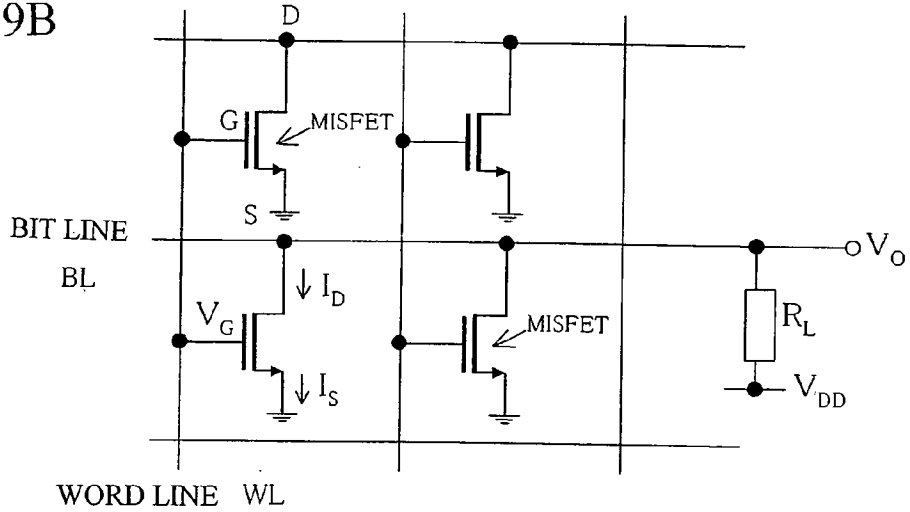 9B
D
G
MISFET
S
BIT LINE
BL
V_O
I_D
V_G
MISFET
R_L
I_S
V_DD
WORD LINE WL